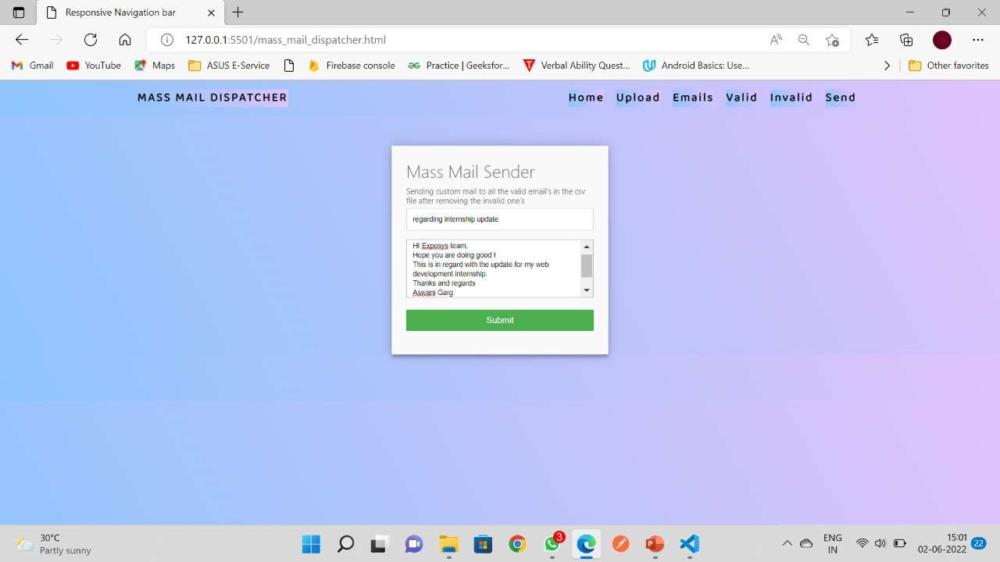 Responsive Navigation bar
127.0.0.1:5501/mass_mail_dispatcher.html
Gmail YouTube Maps ASUS E-Service Firebase console Practice | Geeksfor... Verbal Ability Quest... Android Basics: Use... Other favorites
MASS MAIL DISPATCHER Home Upload Emails Valid Invalid Send
Mass Mail Sender
Sending custom mail to all the valid email's in the csv
file after removing the invalid one's
regarding internship update
HI Exposys team,
Hope you are doing good !
This is in regard with the update for my web
development internship.
Thanks and regards
Aswani Garg
Submit
30°C
Partly sunny
3
ENG
IN
15:01
02-06-2022
22